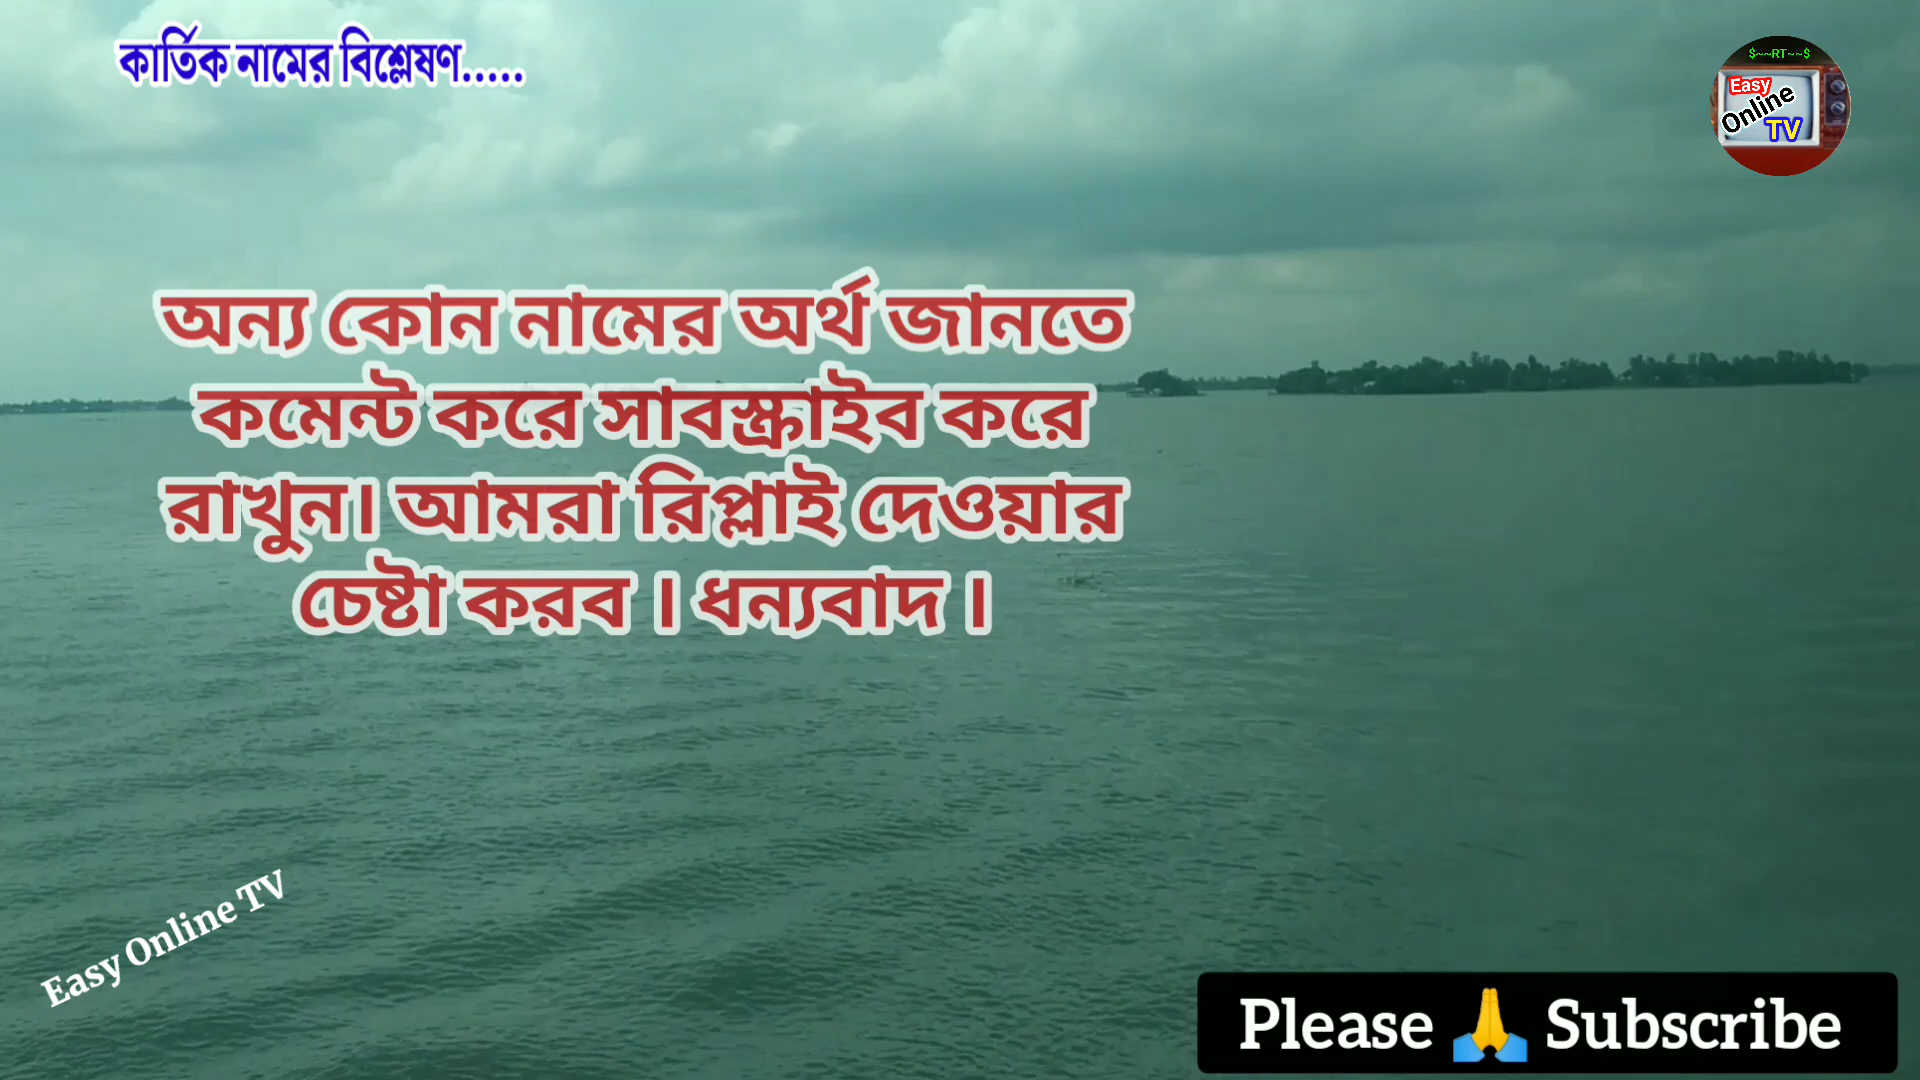 কার্তিক নামের বিশ্লেষণ.....
$~~RT~~$
Easy
Online
TV
অন্য কোন নামের অর্থ জানতে
কমেন্ট করে সাবস্ক্রাইব করে
রাখুন। আমরা রিপ্লাই দেওয়ার
চেষ্টা করব । ধন্যবাদ ।
Easy Online TV
Please 🙏 Subscribe